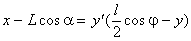 x - L cos α = y′(l/2 cos φ - y)